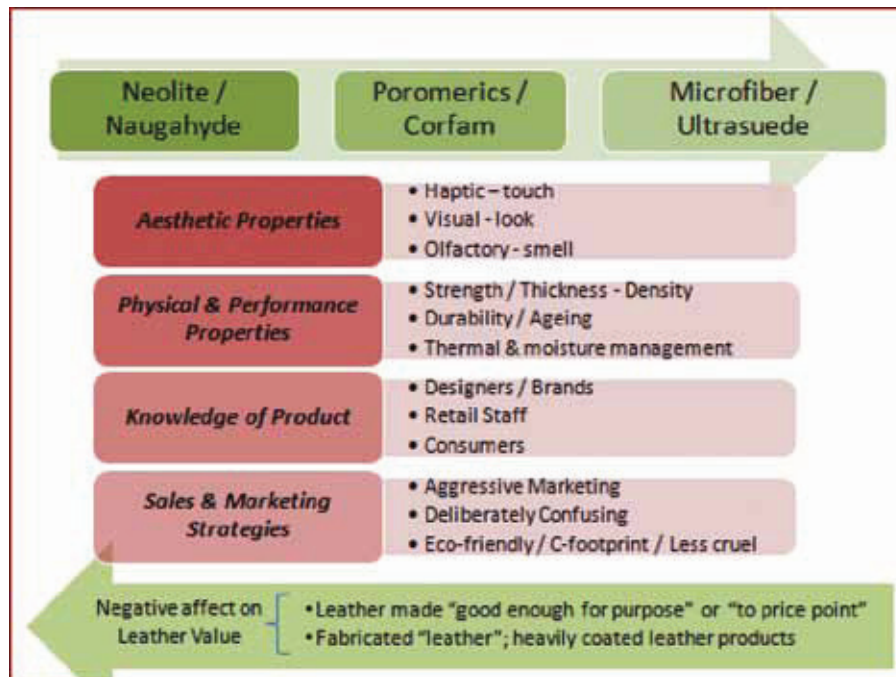 Neolite /
Naugahyde
Poromerics /
Corfam
Microfiber /
Ultrasuede
Aesthetic Properties
• Haptic – touch
• Visual - look
• Olfactory - smell
Physical & Performance
Properties
• Strength / Thickness - Density
• Durability / Ageing
• Thermal & moisture management
Knowledge of Product
• Designers / Brands
• Retail Staff
• Consumers
Sales & Marketing
Strategies
• Aggressive Marketing
• Deliberately Confusing
• Eco-friendly / C-footprint / Less cruel
Negative affect on
Leather Value
• Leather made “good enough for purpose” or “to price point”
• Fabricated “leather”; heavily coated leather products